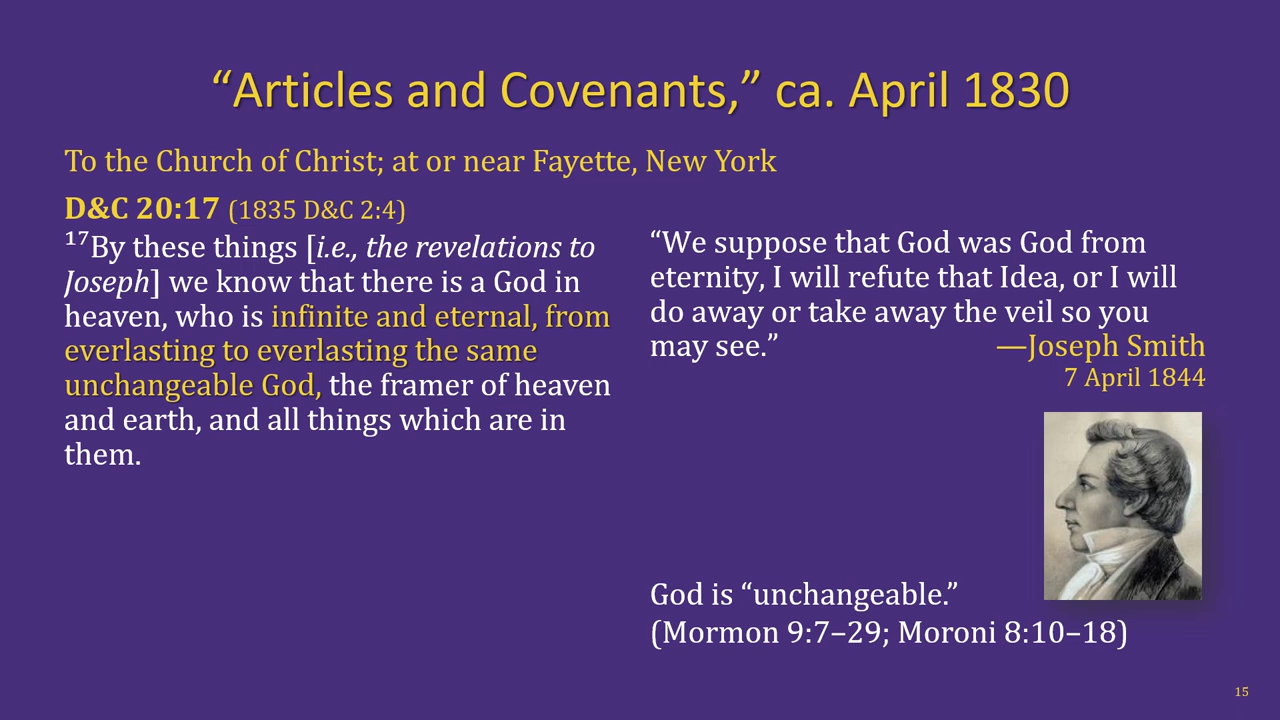 “Articles and Covenants,” ca. April 1830
To the Church of Christ; at or near Fayette, New York
D&C 20:17 (1835 D&C 2:4)
¹⁷By these things [i.e., the revelations to
Joseph] we know that there is a God in
heaven, who is infinite and eternal, from
everlasting to everlasting the same
unchangeable God, the framer of heaven
and earth, and all things which are in
them.
“We suppose that God was God from
eternity, I will refute that Idea, or I will
do away or take away the veil so you
may see.” —Joseph Smith
7 April 1844
God is “unchangeable.”
(Mormon 9:7–29; Moroni 8:10–18)
15